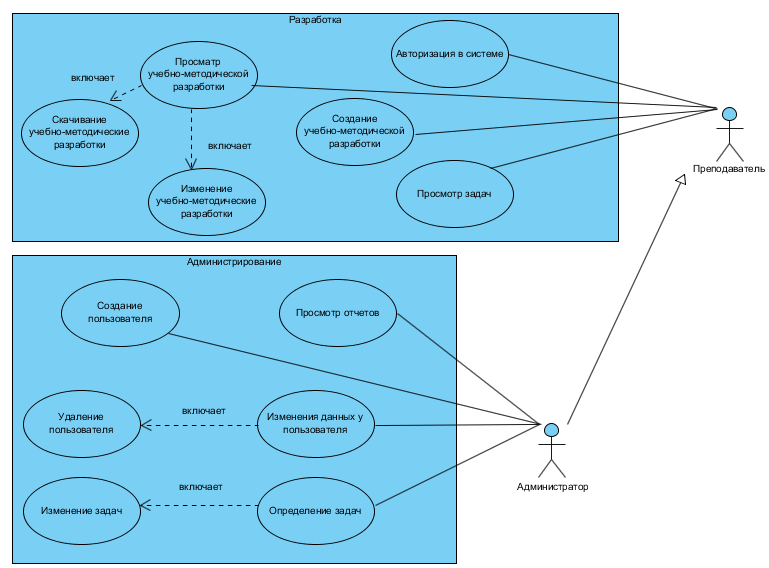 Разработка
Просматр
учебно-методической
разработки
Авторизация в системе
включает
Скачивание
учебно-методические
разработки
Создание
учебно-методической
разработки
включает
Преподаватель
Изменение
учебно-методические
разработки
Просмотр задач
Администрирование
Создание
пользователя
Просмотр отчетов
Удаление
пользователя
включает
Изменения данных у
пользователя
Изменение задач
включает
Определение задач
Администратор